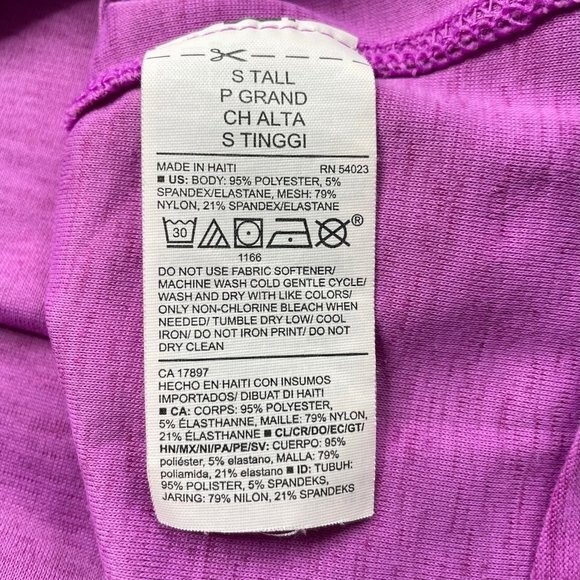 S TALL
P GRAND
CH ALTA
S TINGGI
MADE IN HAITI RN 54023
■ US: BODY: 95% POLYESTER, 5%
SPANDEX/ELASTANE, MESH: 79%
NYLON, 21% SPANDEX/ELASTANE
30 ®
1166
DO NOT USE FABRIC SOFTENER/
MACHINE WASH COLD GENTLE CYCLE/
WASH AND DRY WITH LIKE COLORS/
ONLY NON-CHLORINE BLEACH WHEN
NEEDED/ TUMBLE DRY LOW/ COOL
IRON/ DO NOT IRON PRINT/ DO NOT
DRY CLEAN
CA 17897
HECHO EN HAITI CON INSUMOS
IMPORTADOS/ DIBUAT DI HAITI
■ CA: CORPS: 95% POLYESTER,
5% ÉLASTHANNE, MAILLE: 79% NYLON,
21% ÉLASTHANNE ■ CL/CR/DO/EC/GT/
HN/MX/NI/PA/PE/SV: CUERPO: 95%
poliéster, 5% elastano, MALLA: 79%
poliamida, 21% elastano ■ ID: TUBUH:
95% POLISTER, 5% SPANDEKS,
JARING: 79% NILON, 21% SPANDEKS